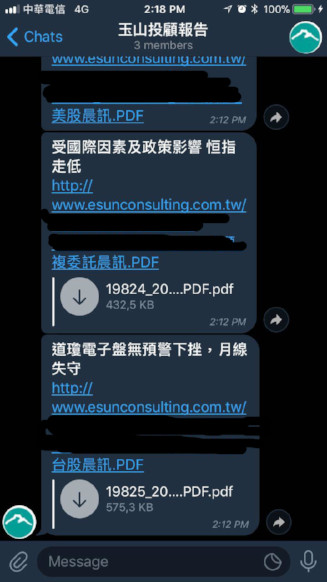 中華電信 4G 2:18 PM 100%
Chats 玉山投顧報告
3 members
www.esunconsulting.com.tw/
美股晨訊.PDF
2:12 PM
受國際因素及政策影響 恒指
走低
http://
www.esunconsulting.com.tw/
複委託晨訊.PDF
19824_20....PDF.pdf
432,5 KB
2:12 PM
道瓊電子盤無預警下挫，月線
失守
http://
www.esunconsulting.com.tw/
台股晨訊.PDF
19825_20....PDF.pdf
575,3 KB
2:12 PM
Message